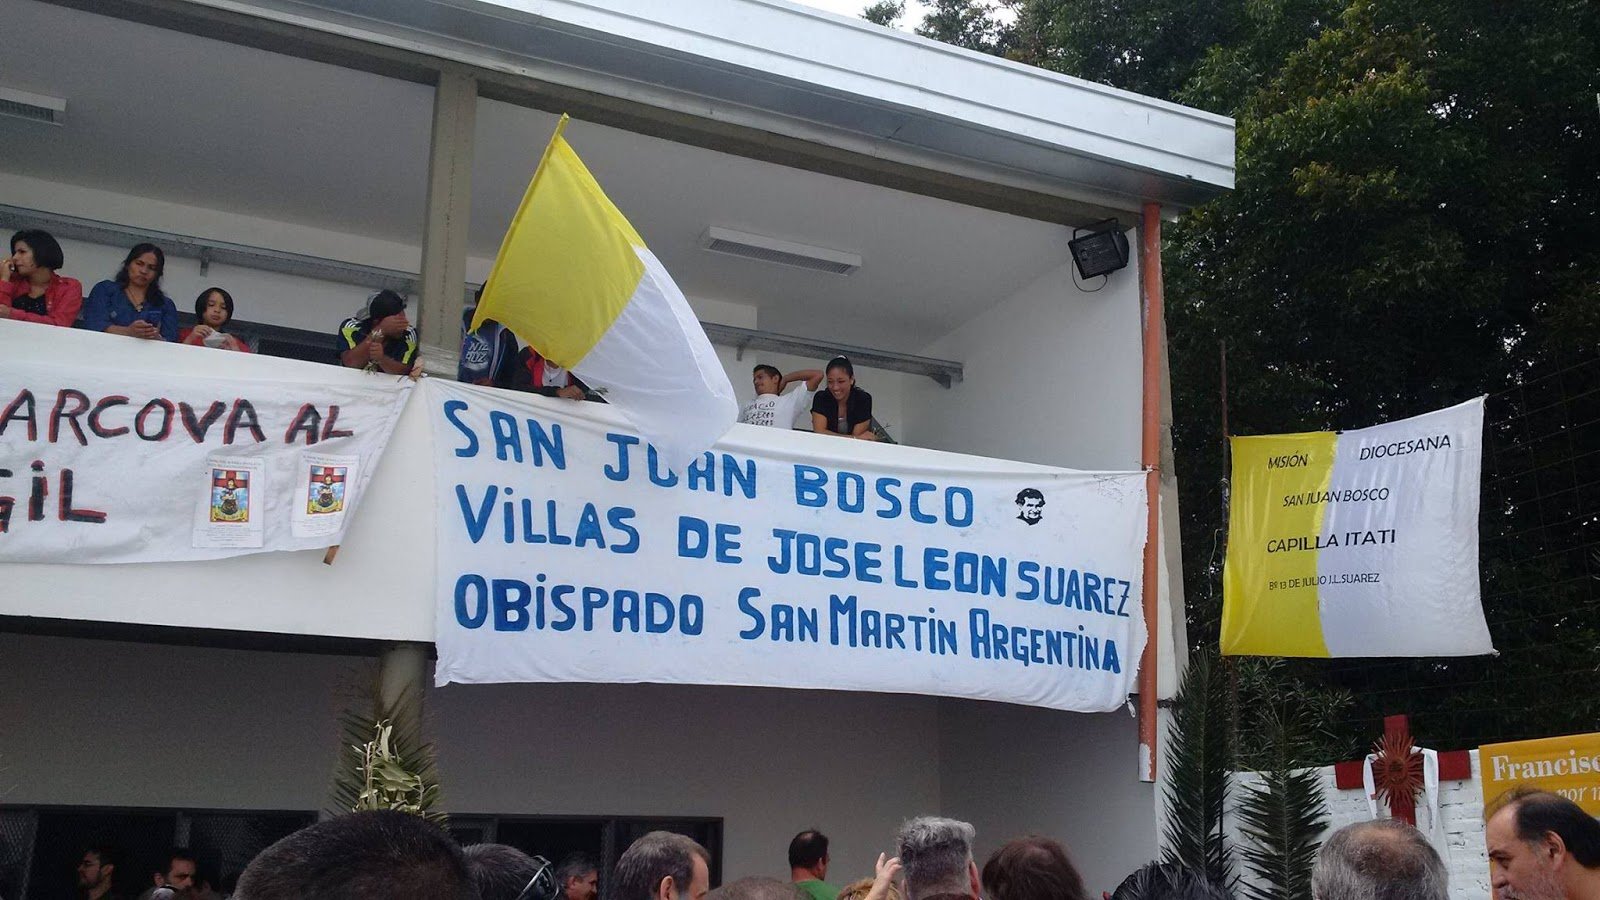 ARCOVA AL
GIL
SAN JUAN BOSCO
VILLAS DE JOSE LEON SUAREZ
OBISPADO SAN MARTIN ARGENTINA
MISIÓN DIOCESANA
SAN JUAN BOSCO
CAPILLA ITATI
Bº 13 DE JULIO J.L.SUAREZ
Francisc
por